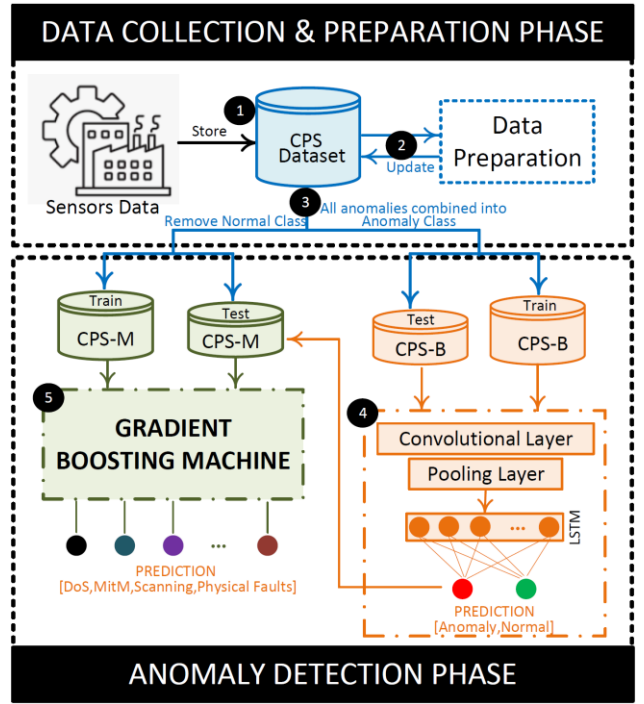 DATA COLLECTION & PREPARATION PHASE
1
Store
CPS
Dataset
2
Update
Data
Preparation
Sensors Data
3
Remove Normal Class
All anomalies combined into
Anomaly Class
Train
CPS-M
Test
CPS-M
Test
CPS-B
Train
CPS-B
5
GRADIENT
BOOSTING MACHINE
...
PREDICTION
[DoS,MitM,Scanning,Physical Faults]
4
Convolutional Layer
Pooling Layer
...
LSTM
PREDICTION
[Anomaly,Normal]
ANOMALY DETECTION PHASE